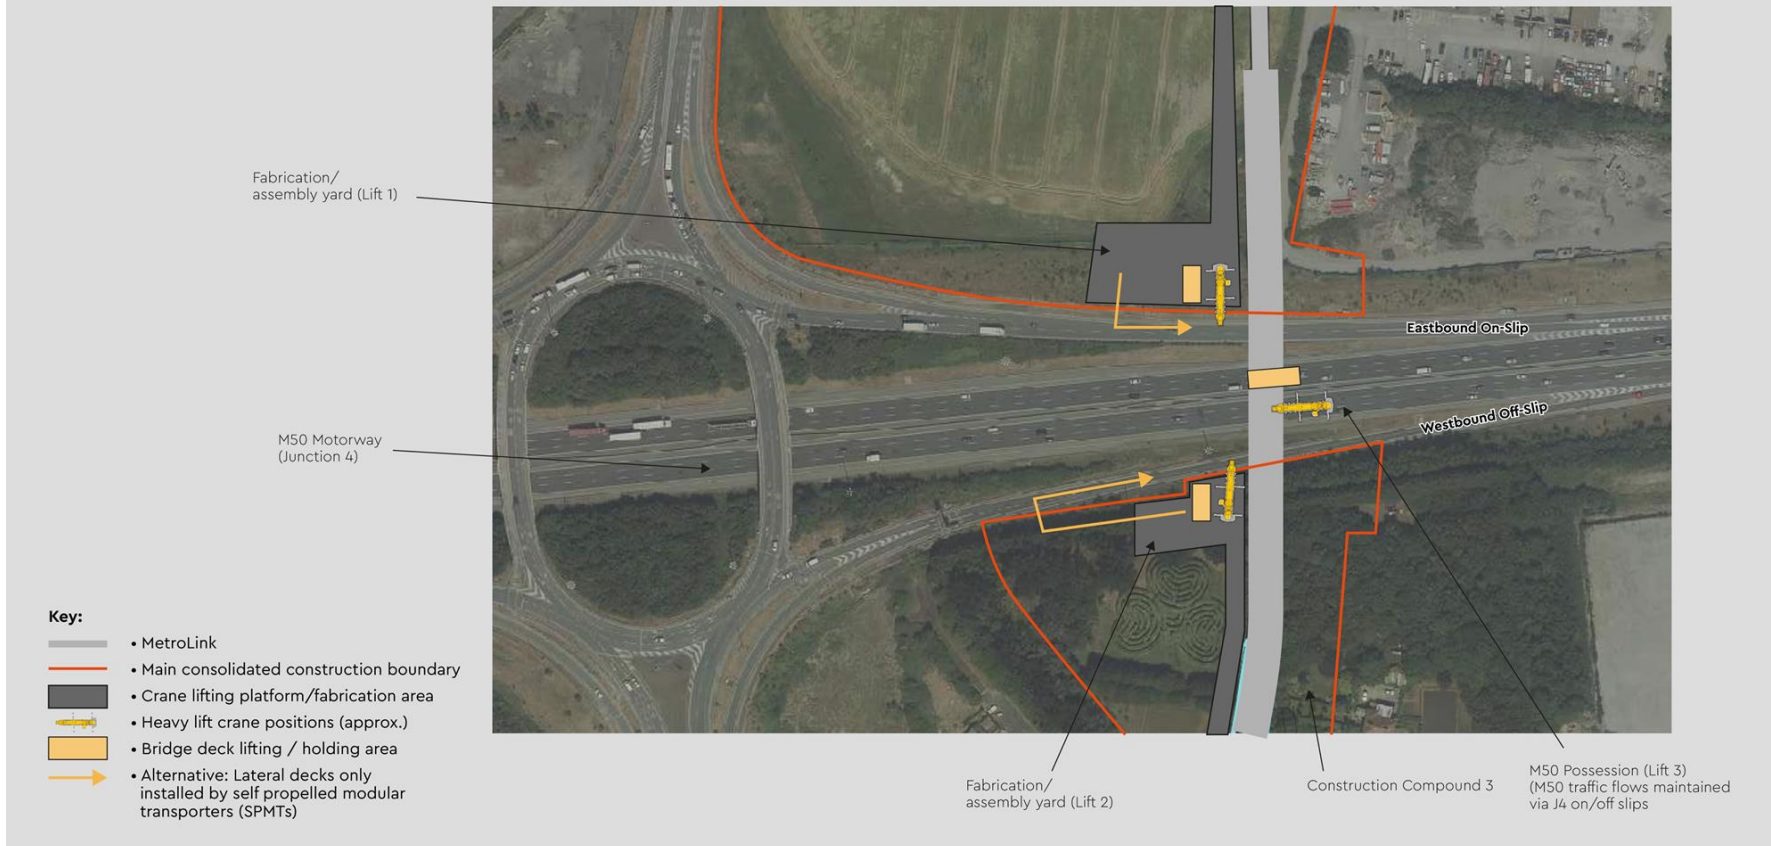 Fabrication/
assembly yard (Lift 1)
Eastbound On-Slip
Westbound Off-Slip
M50 Motorway
(Junction 4)
Key:
• MetroLink
• Main consolidated construction boundary
• Crane lifting platform/fabrication area
• Heavy lift crane positions (approx.)
• Bridge deck lifting / holding area
• Alternative: Lateral decks only
installed by self propelled modular
transporters (SPMTs)
Fabrication/
assembly yard (Lift 2)
Construction Compound 3
M50 Possession (Lift 3)
(M50 traffic flows maintained
via J4 on/off slips